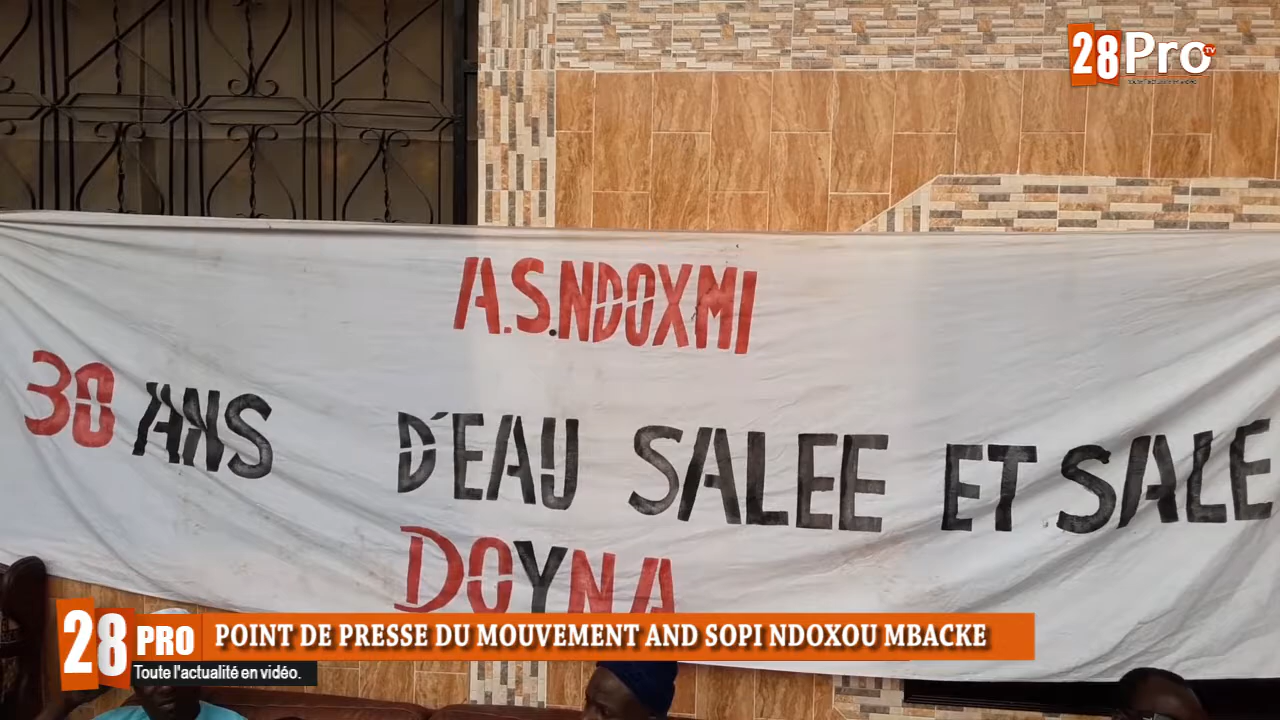 28Pro TV
A.S.NDOXMI
30 ANS D'EAU SALEE ET SALE
DOYNA
28 PRO
POINT DE PRESSE DU MOUVEMENT AND SOPI NDOXOU MBACKE
Toute l'actualité en vidéo.